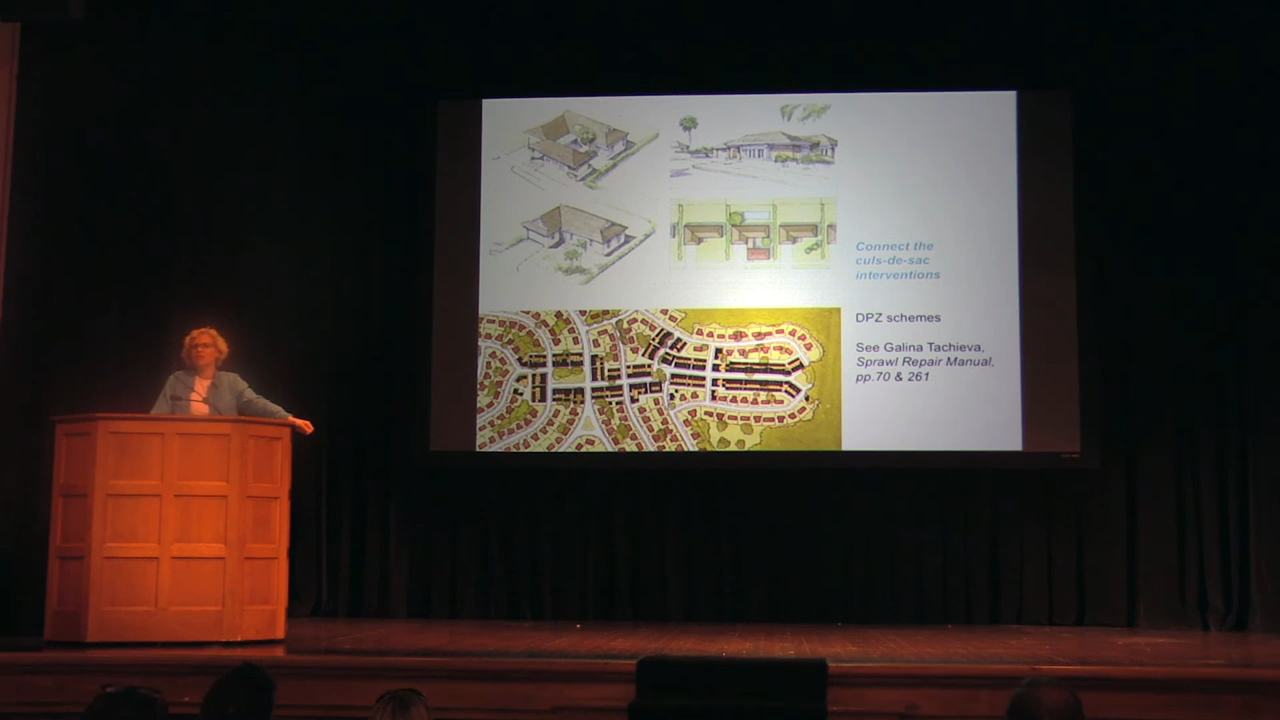 Connect the
culs-de-sac
interventions
DPZ schemes
See Galina Tachieva,
Sprawl Repair Manual,
pp.70 & 261